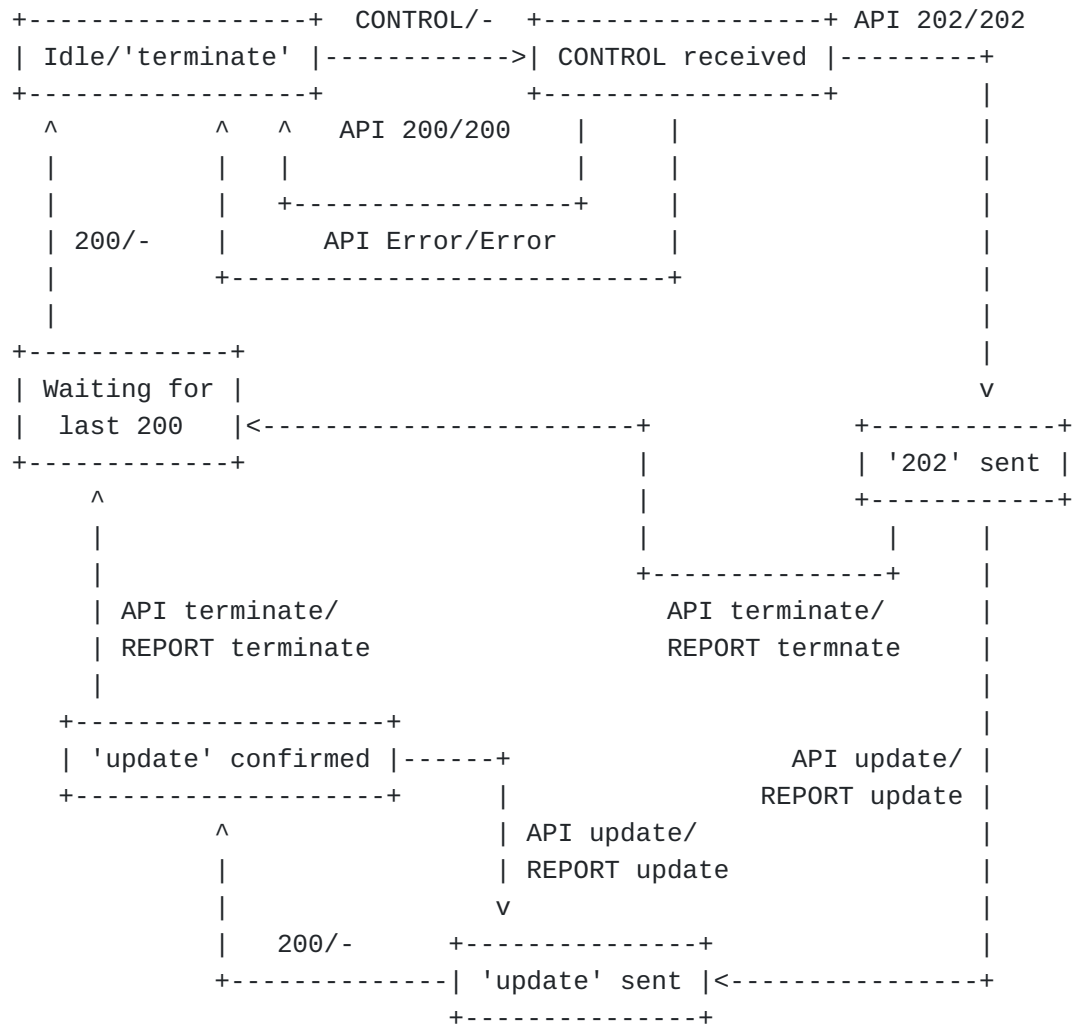 CONTROL/- API 202/202
Idle/'terminate' CONTROL received
API 200/200
200/- API Error/Error
Waiting for
last 200
'202' sent
API terminate/ API terminate/
REPORT terminate REPORT termnate
'update' confirmed API update/
REPORT update
API update/
REPORT update
200/-
'update' sent